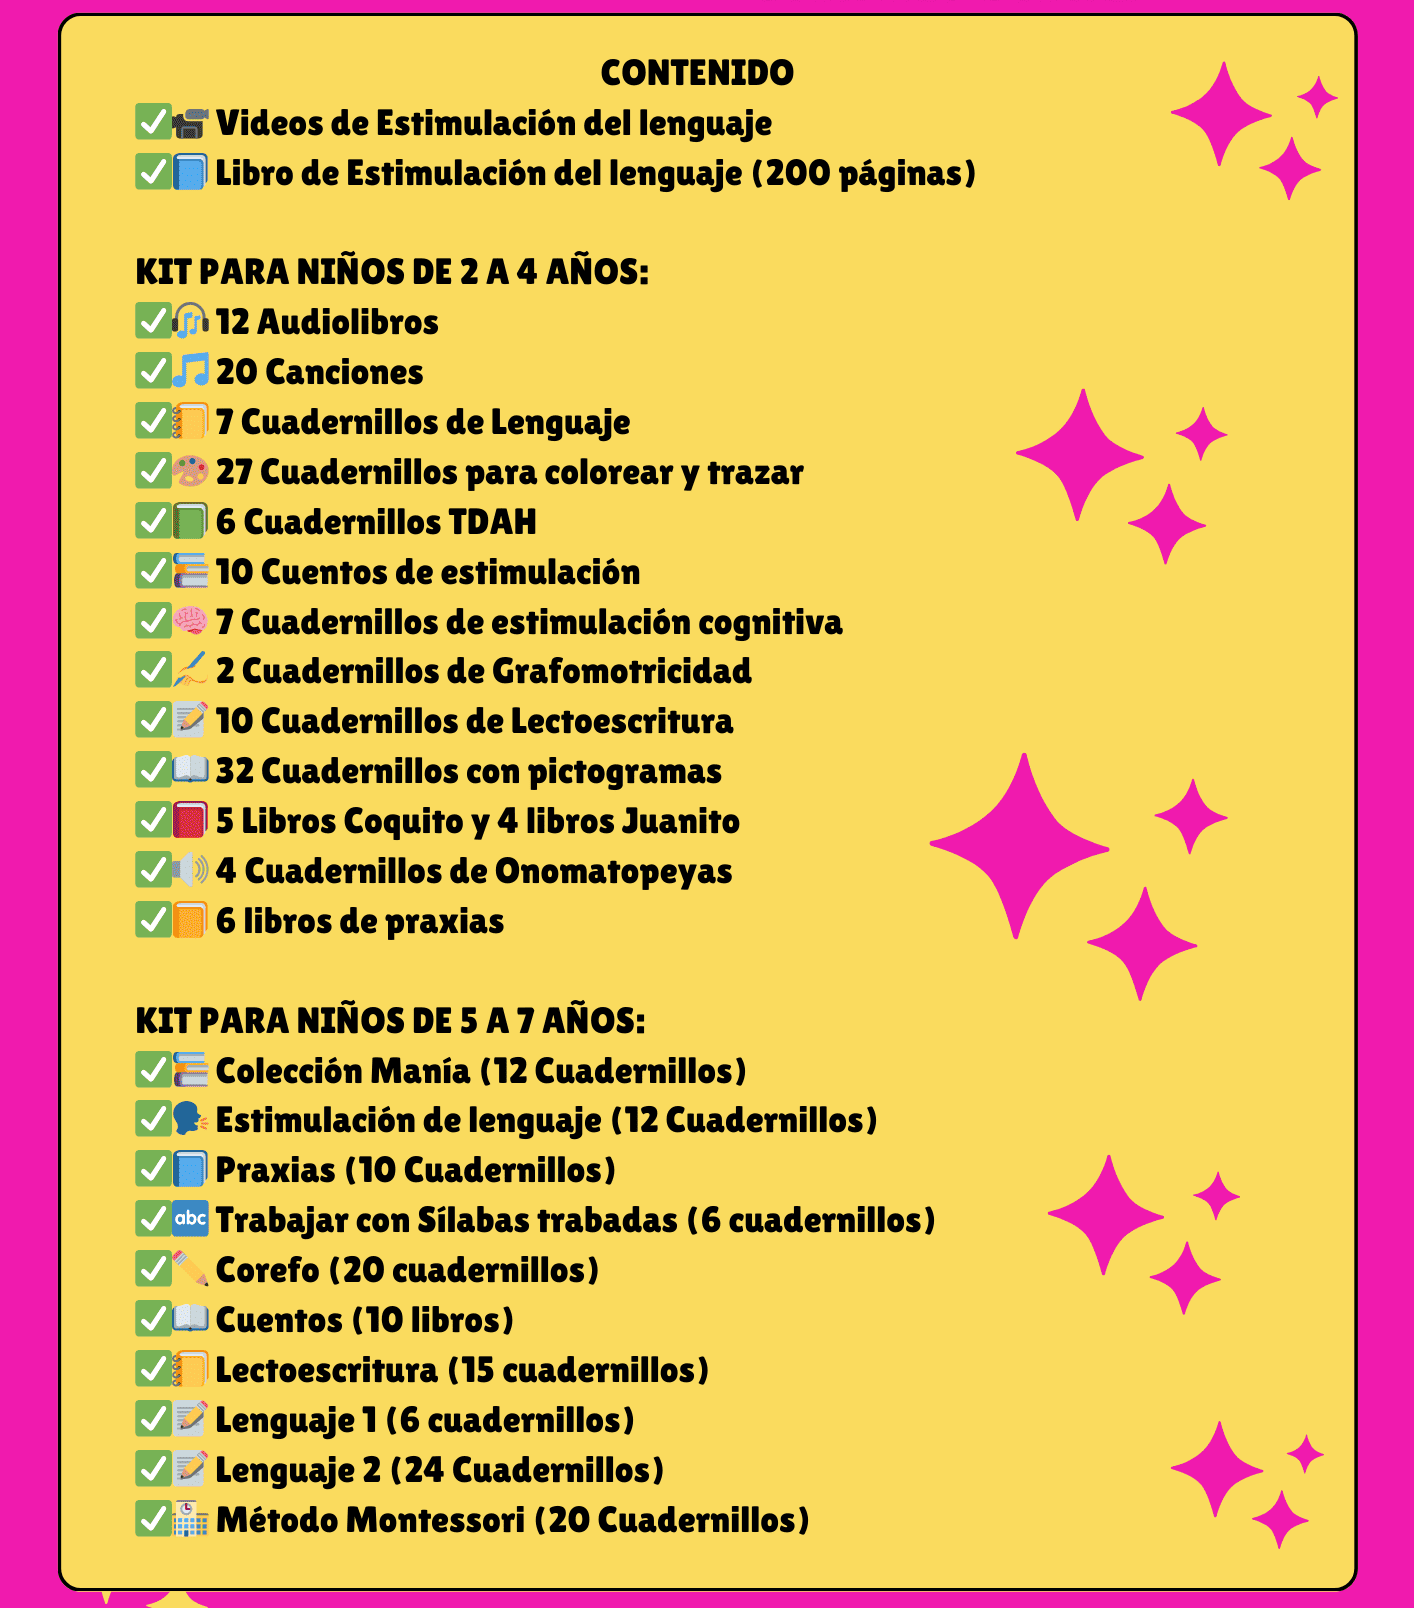 CONTENIDO
✅📹 Videos de Estimulación del lenguaje
✅📘 Libro de Estimulación del lenguaje (200 páginas)
KIT PARA NIÑOS DE 2 A 4 AÑOS:
✅🎧 12 Audiolibros
✅🎵 20 Canciones
✅📒 7 Cuadernillos de Lenguaje
✅🎨 27 Cuadernillos para colorear y trazar
✅📗 6 Cuadernillos TDAH
✅📚 10 Cuentos de estimulación
✅🧠 7 Cuadernillos de estimulación cognitiva
✅✍ 2 Cuadernillos de Grafomotricidad
✅📝 10 Cuadernillos de Lectoescritura
✅📖 32 Cuadernillos con pictogramas
✅📕 5 Libros Coquito y 4 libros Juanito
✅🔊 4 Cuadernillos de Onomatopeyas
✅📙 6 libros de praxias
KIT PARA NIÑOS DE 5 A 7 AÑOS:
✅📚 Colección Manía (12 Cuadernillos)
✅🗣 Estimulación de lenguaje (12 Cuadernillos)
✅📘 Praxias (10 Cuadernillos)
✅🔤 Trabajar con Sílabas trabadas (6 cuadernillos)
✅✏ Corefo (20 cuadernillos)
✅📖 Cuentos (10 libros)
✅📒 Lectoescritura (15 cuadernillos)
✅📝 Lenguaje 1 (6 cuadernillos)
✅📝 Lenguaje 2 (24 Cuadernillos)
✅🏫 Método Montessori (20 Cuadernillos)